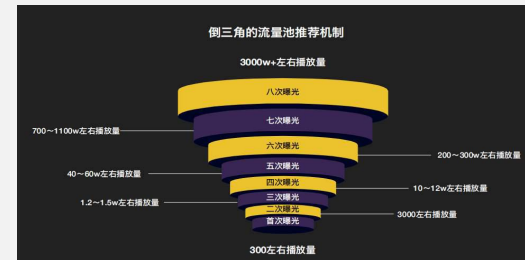 倒三角的流量池推荐机制
3000w+左右播放量
八次曝光
七次曝光
700~1100w左右播放量
六次曝光
200~300w左右播放量
五次曝光
40~60w左右播放量
四次曝光
10~12w左右播放量
三次曝光
1.2~1.5w左右播放量
二次曝光
3000左右播放量
首次曝光
300左右播放量